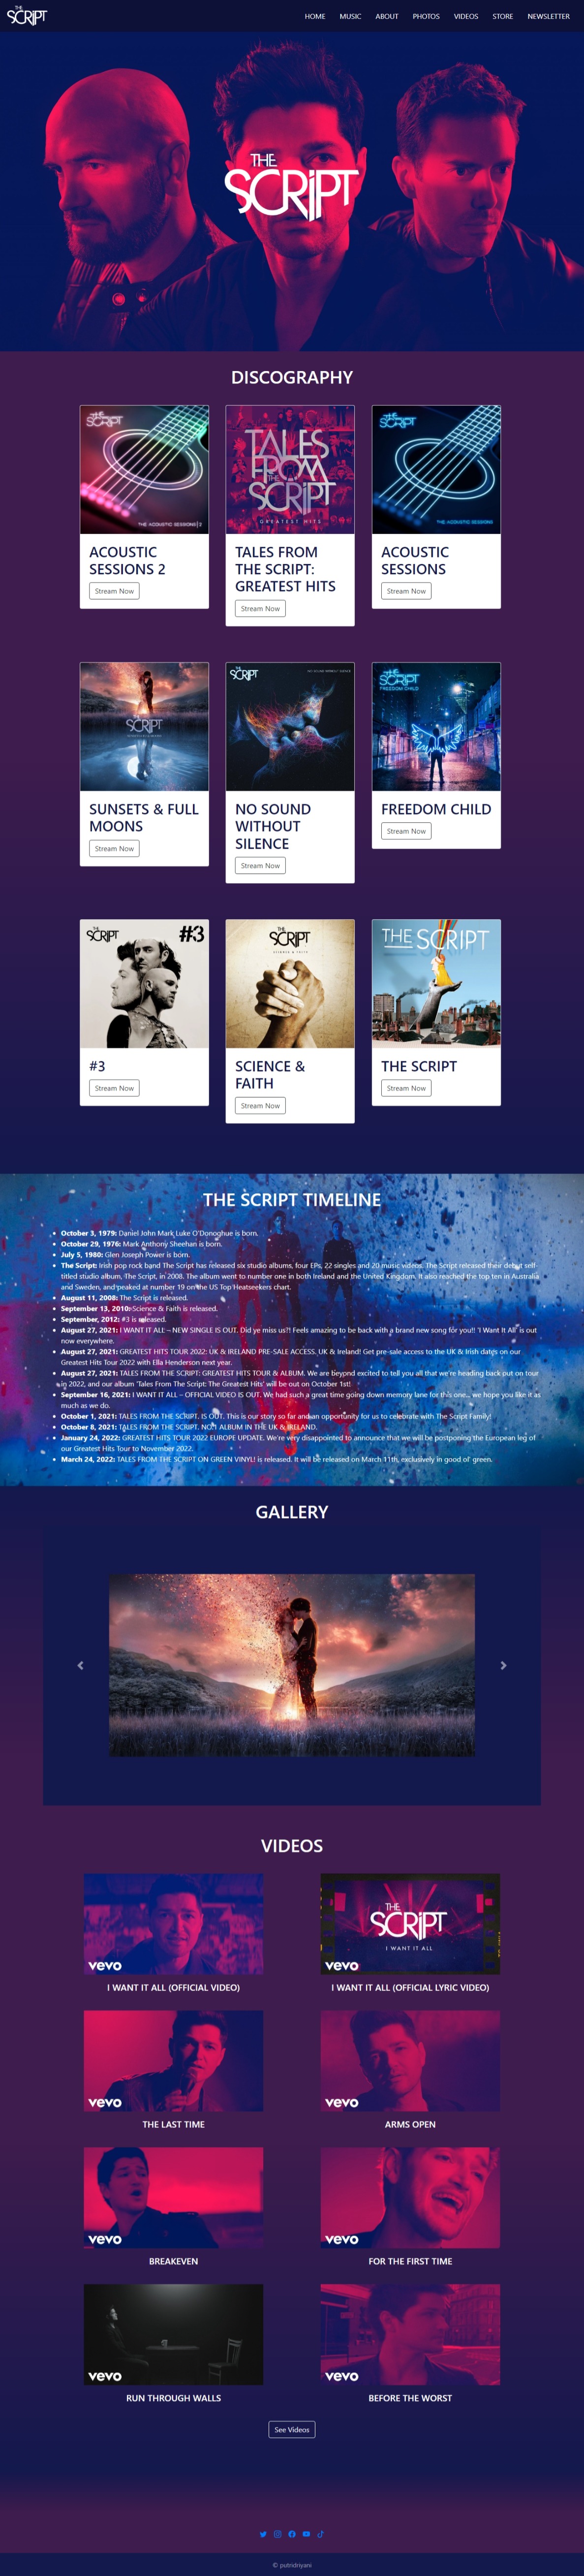 THE SCRIPT
HOME MUSIC ABOUT PHOTOS VIDEOS STORE NEWSLETTER
THE SCRIPT
DISCOGRAPHY
THE SCRIPT
THE ACOUSTIC SESSIONS 2
TALES FROM THE SCRIPT
GREATEST HITS
THE SCRIPT
THE ACOUSTIC SESSIONS
ACOUSTIC
SESSIONS 2
Stream Now
TALES FROM
THE SCRIPT:
GREATEST HITS
Stream Now
ACOUSTIC
SESSIONS
Stream Now
THE SCRIPT
THE SCRIPT
NO SOUND WITHOUT SILENCE
THE SCRIPT
FREEDOM CHILD
SUNSETS & FULL
MOONS
Stream Now
NO SOUND
WITHOUT
SILENCE
Stream Now
FREEDOM CHILD
Stream Now
THE SCRIPT #3
THE SCRIPT
SCIENCE & FAITH
THE SCRIPT
#3
Stream Now
SCIENCE &
FAITH
Stream Now
THE SCRIPT
Stream Now
THE SCRIPT TIMELINE
October 3, 1979: Daniel John Mark Luke O'Donoghue is born.
October 29, 1976: Mark Anthony Sheehan is born.
July 5, 1980: Glen Joseph Power is born.
The Script: Irish pop rock band The Script has released six studio albums, four EPs, 22 singles and 20 music videos. The Script released their debut self-
titled studio album, The Script, in 2008. The album went to number one in both Ireland and the United Kingdom. It also reached the top ten in Australia
and Sweden, and peaked at number 19 on the US Top Heatseekers chart.
August 11, 2008: The Script is released.
September 13, 2010: Science & Faith is released.
September, 2012: #3 is released.
August 27, 2021: I WANT IT ALL – NEW SINGLE IS OUT. Did ye miss us?! Feels amazing to be back with a brand new song for you!! 'I Want It All' is out
now everywhere.
August 27, 2021: GREATEST HITS TOUR 2022: UK & IRELAND PRE-SALE ACCESS. UK & Ireland! Get pre-sale access to the UK & Irish dates on our
Greatest Hits Tour 2022 with Ella Henderson next year.
August 27, 2021: TALES FROM THE SCRIPT: GREATEST HITS TOUR & ALBUM. We are beyond excited to tell you all that we're heading back out on tour
in 2022, and our album 'Tales From The Script: The Greatest Hits' will be out on October 1st!
September 16, 2021: I WANT IT ALL – OFFICIAL VIDEO IS OUT. We had such a great time going down memory lane for this one... we hope you like it as
much as we do.
October 1, 2021: TALES FROM THE SCRIPT. IS OUT. This is our story so far and an opportunity for us to celebrate with The Script Family!
October 8, 2021: TALES FROM THE SCRIPT. NO.1 ALBUM IN THE UK & IRELAND.
January 24, 2022: GREATEST HITS TOUR 2022 EUROPE UPDATE. We're very disappointed to announce that we will be postponing the European leg of
our Greatest Hits Tour to November 2022.
March 24, 2022: TALES FROM THE SCRIPT ON GREEN VINYL! is released. It will be released on March 11th, exclusively in good ol' green.
GALLERY
VIDEOS
vevo
THE SCRIPT
I WANT IT ALL
vevo
I WANT IT ALL (OFFICIAL VIDEO)
I WANT IT ALL (OFFICIAL LYRIC VIDEO)
vevo
vevo
THE LAST TIME
ARMS OPEN
vevo
vevo
BREAKEVEN
FOR THE FIRST TIME
vevo
vevo
RUN THROUGH WALLS
BEFORE THE WORST
See Videos
© putridriyani